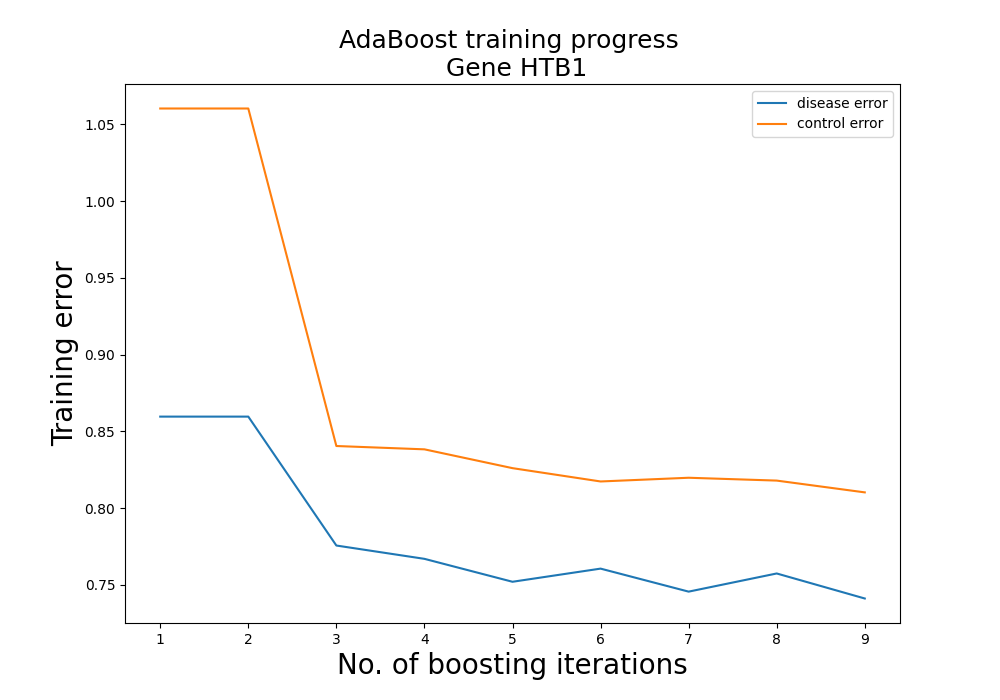 AdaBoost training progress
Gene HTB1
disease error
control error
Training error
1.05
1.00
0.95
0.90
0.85
0.80
0.75
1 2 3 4 5 6 7 8 9
No. of boosting iterations